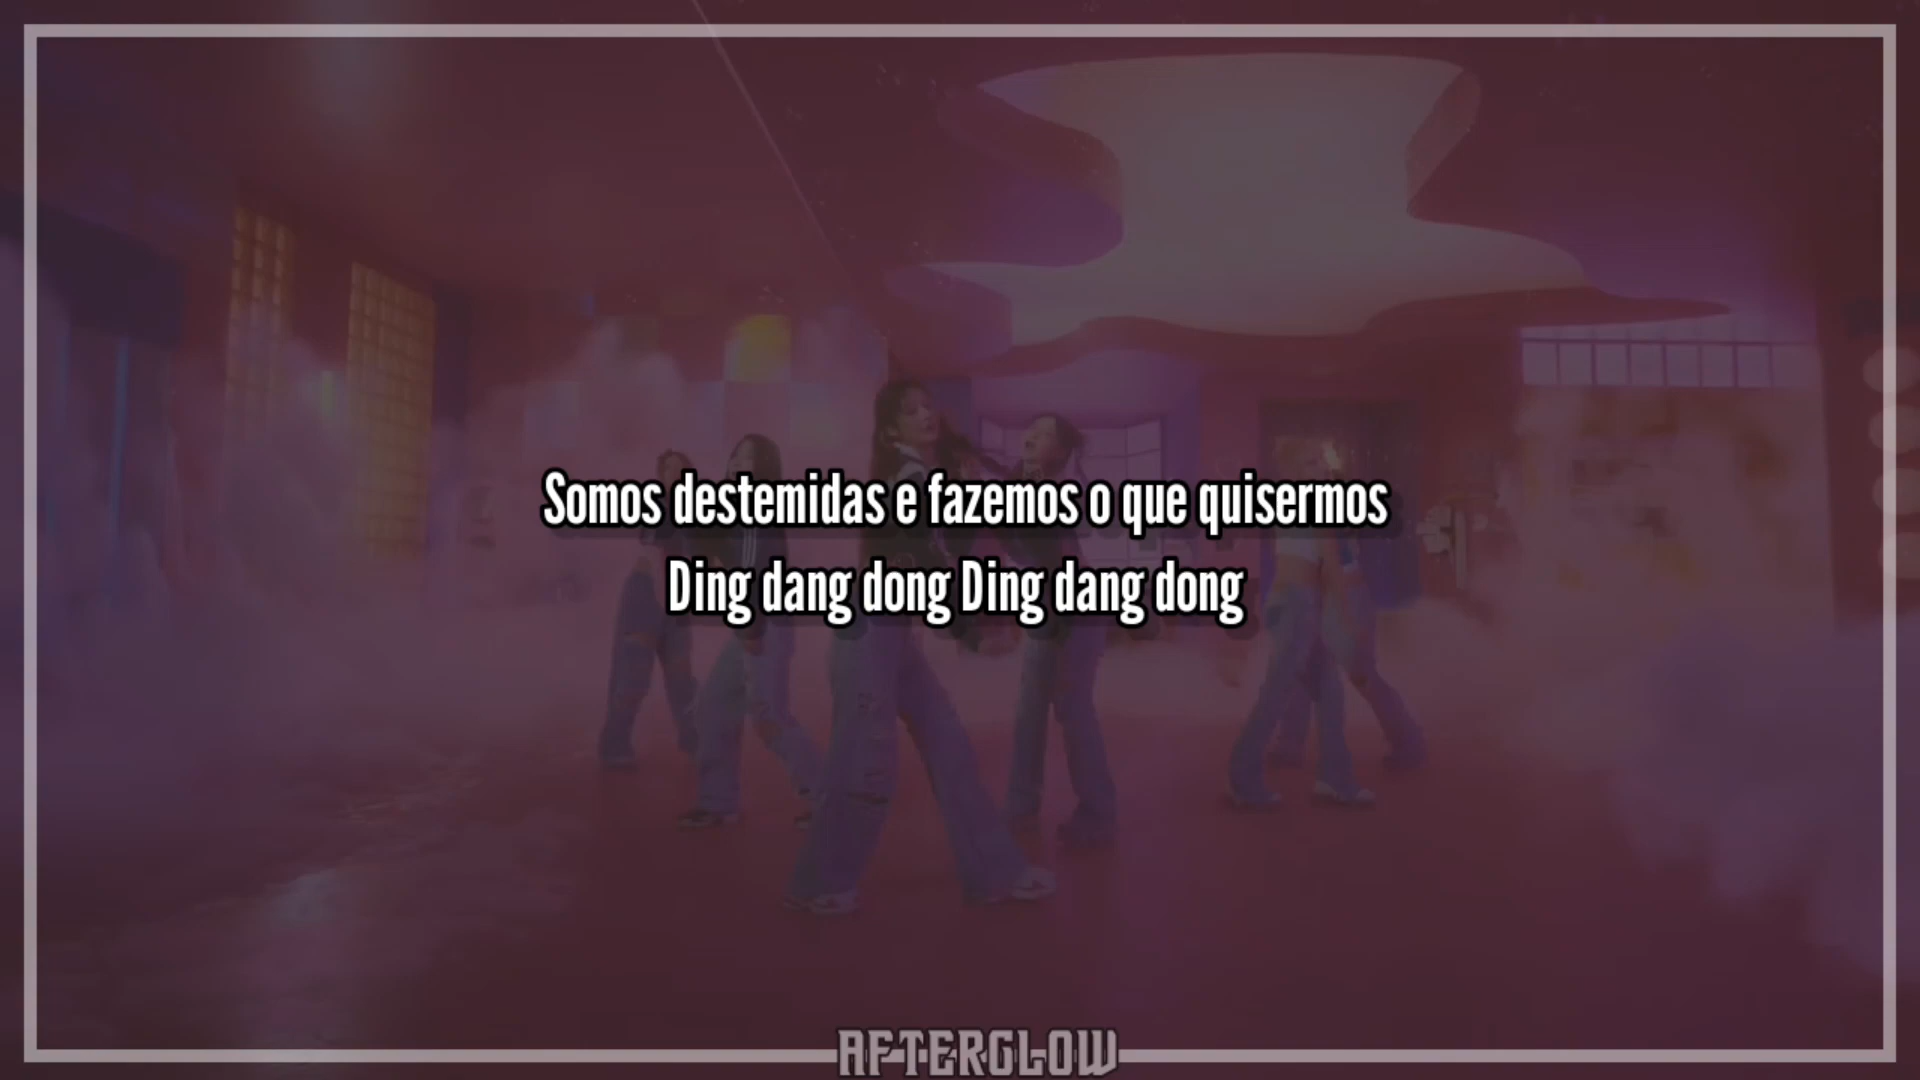 Somos destemidas e fazemos o que quisermos
Ding dang dong Ding dang dong
AFTERGLOW